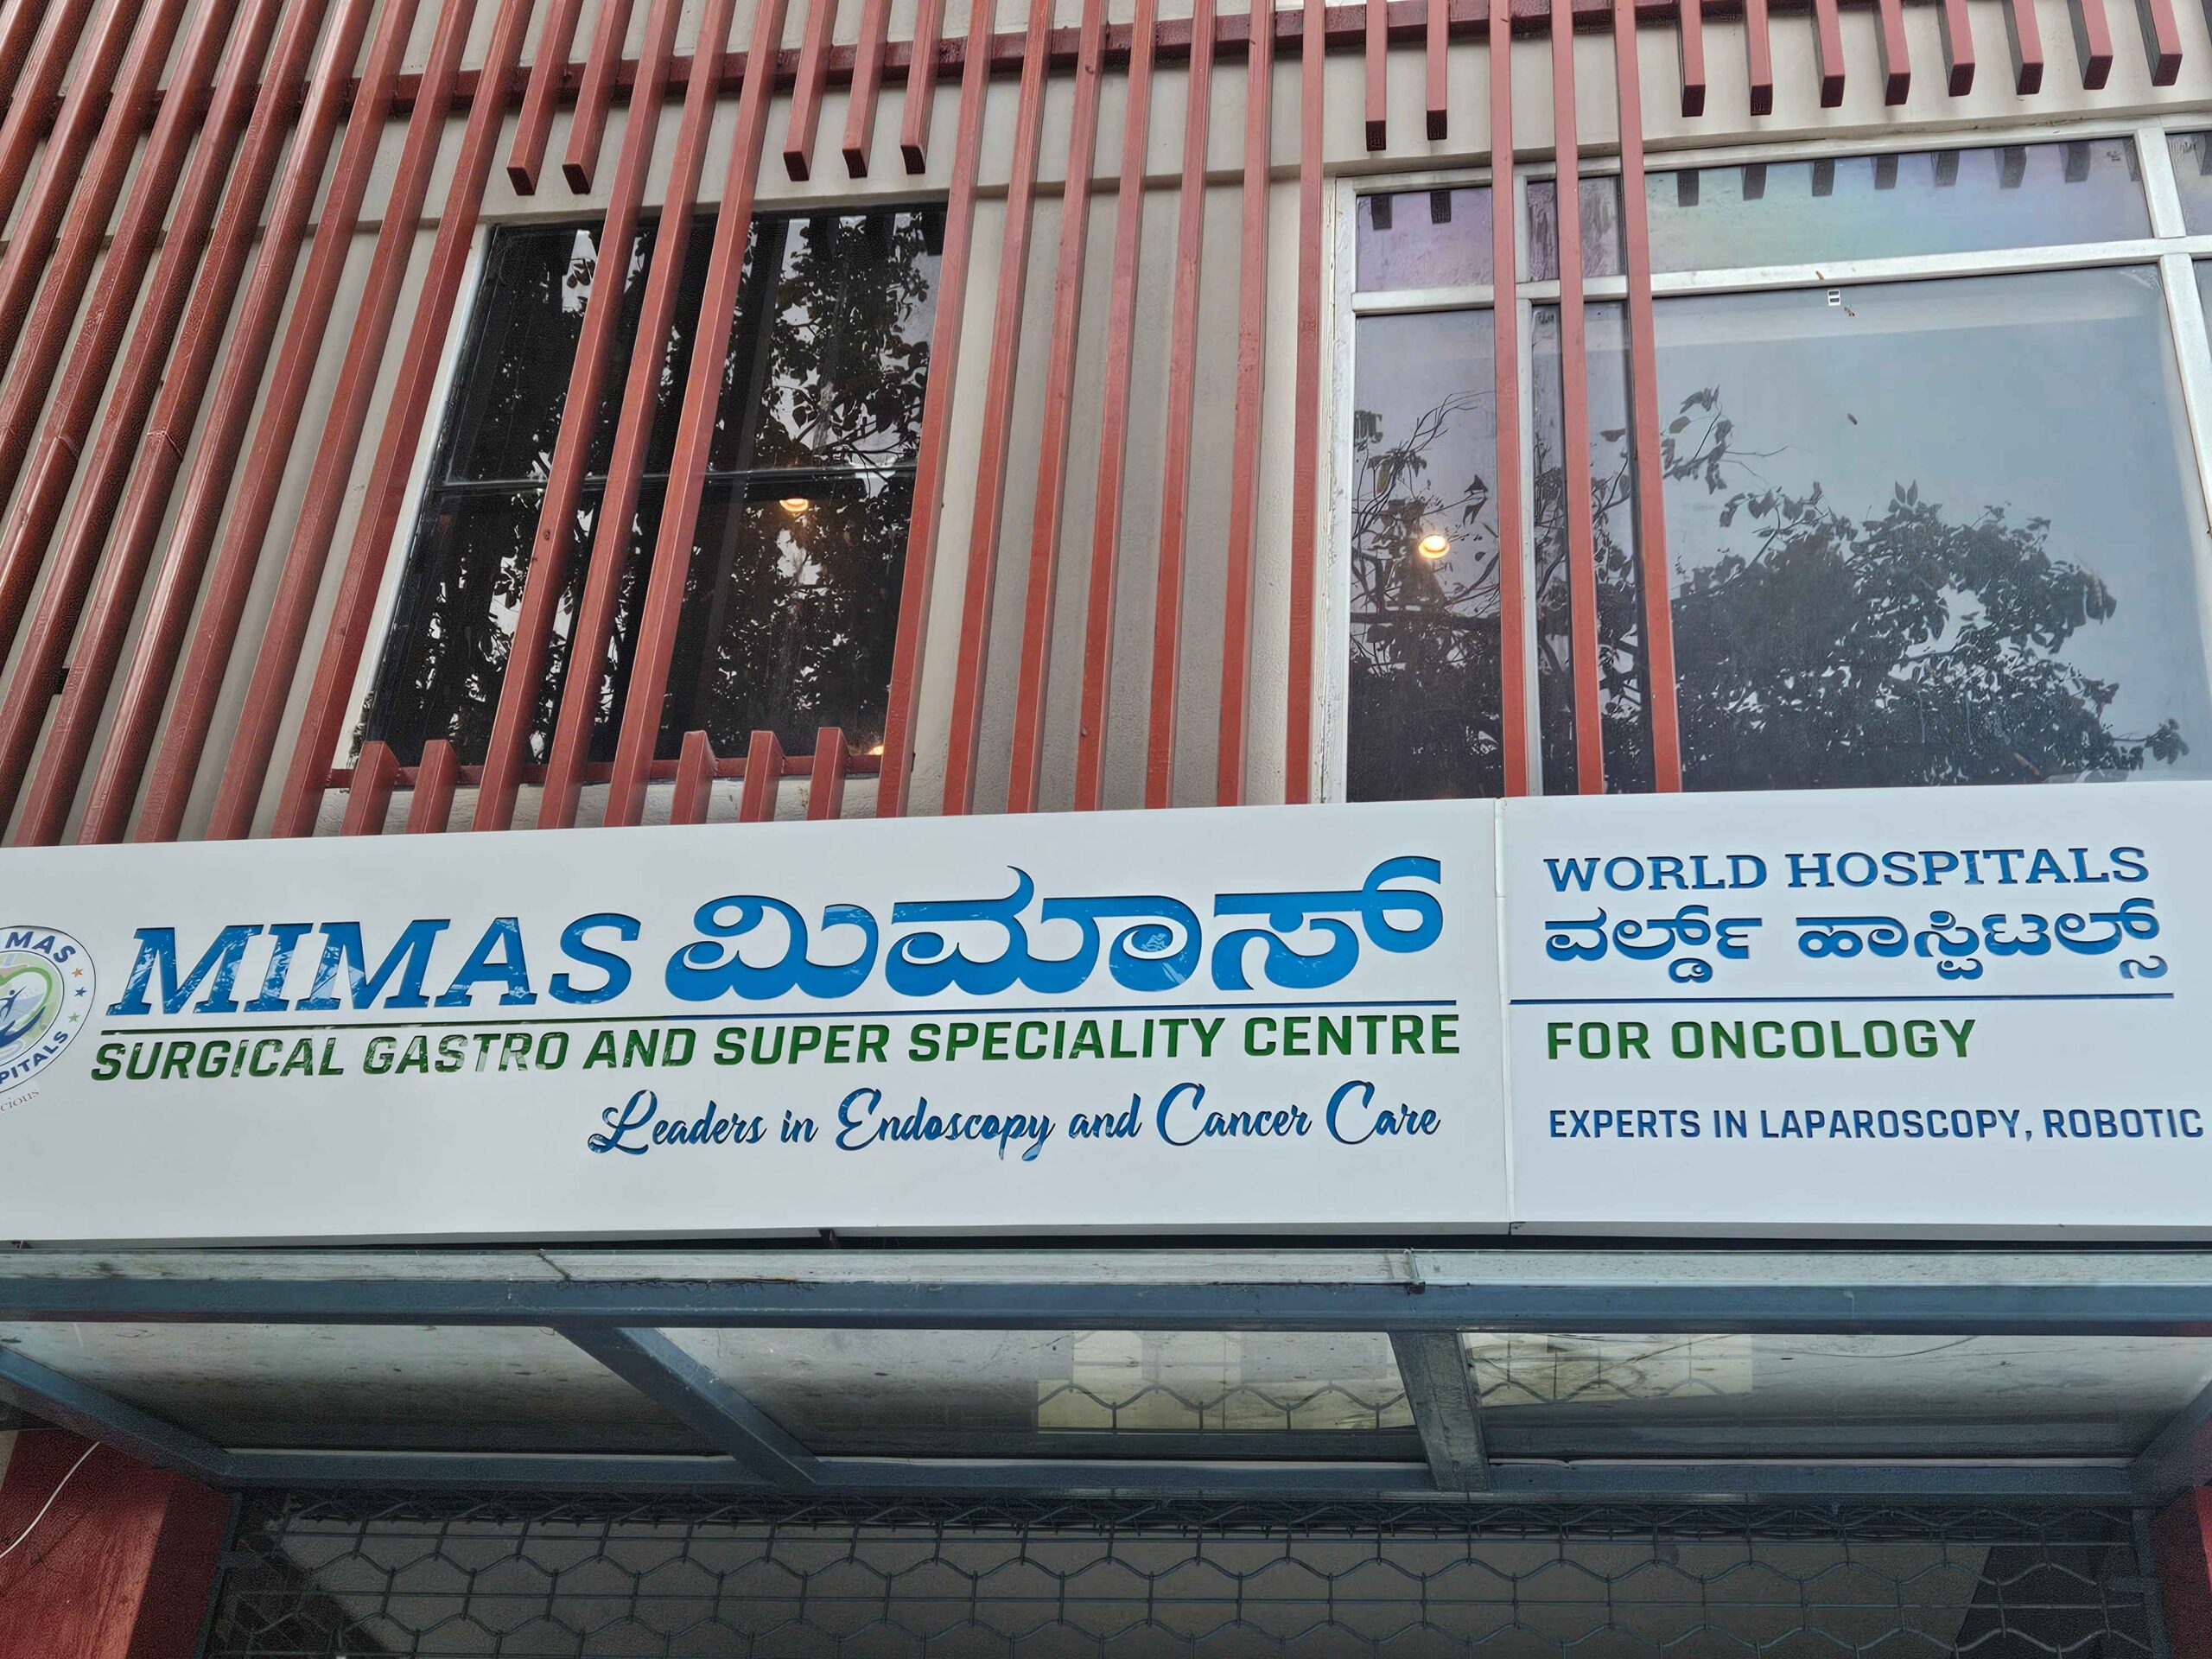 MIMAS ಮಿಮಾಸ್
SURGICAL GASTRO AND SUPER SPECIALITY CENTRE
Leaders in Endoscopy and Cancer Care
WORLD HOSPITALS
ವರ್ಲ್ಡ್ ಹಾಸ್ಪಿಟಲ್ಸ್
FOR ONCOLOGY
EXPERTS IN LAPAROSCOPY, ROBOTIC